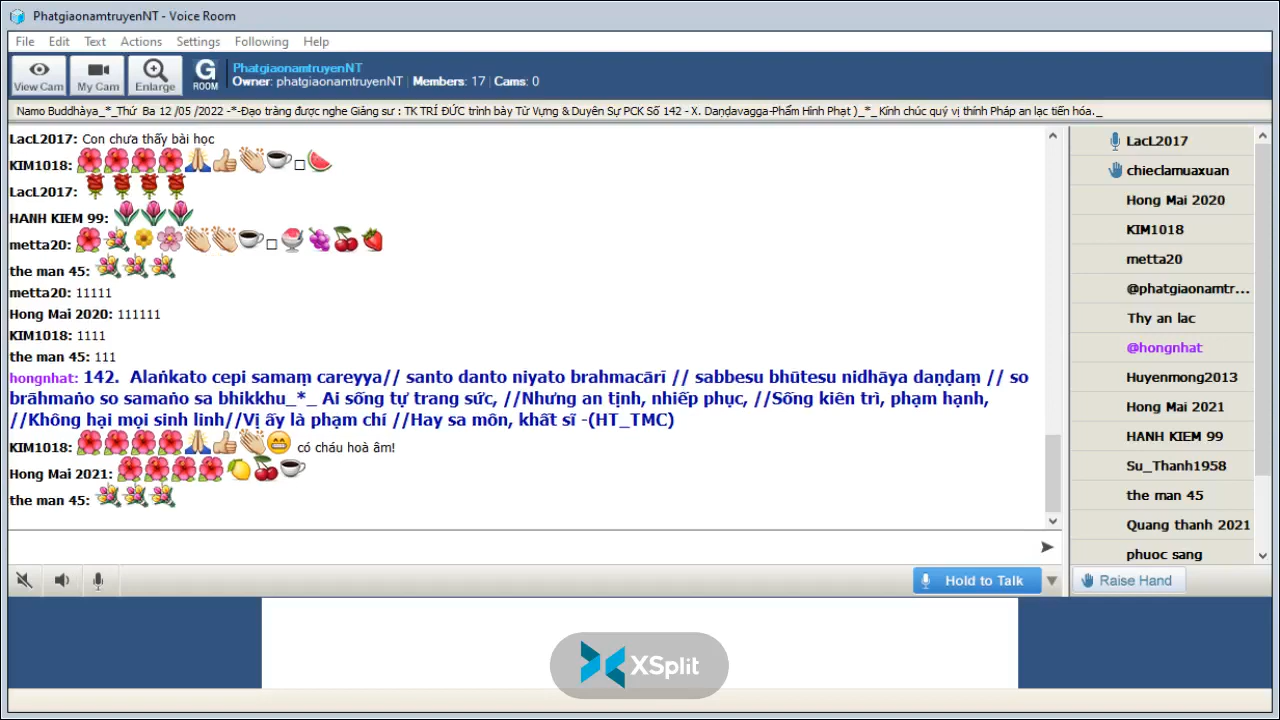 PhatgiaonamtruyenNT - Voice Room
File Edit Text Actions Settings Following Help
View Cam My Cam Enlarge G ROOM
PhatgiaonamtruyenNT
Owner: phatgiaonamtruyenNT | Members: 17 | Cams: 0
Namo Buddhàya_*_Thứ Ba 12 /05 /2022 -*-Đạo tràng được nghe Giảng sư : TK TRÍ ĐỨC trình bày Từ Vựng & Duyên Sự PCK Số 142 - X. Daṇḍavagga-Phẩm Hình Phạt )_*_ Kính chúc quý vị thính Pháp an lạc tiến hóa._
LacL2017: Con chưa thấy bài học
KIM1018:
LacL2017:
HANH KIEM 99:
metta20:
the man 45:
metta20: 11111
Hong Mai 2020: 111111
KIM1018: 1111
the man 45: 111
hongnhat: 142. Alaṅkato cepi samaṃ careyya// santo danto niyato brahmacārī // sabbesu bhūtesu nidhāya daṇḍaṃ // so
brāhmaṅo so samaṅo sa bhikkhu_*_ Ai sống tự trang sức, //Nhưng an tịnh, nhiếp phục, //Sống kiên trì, phạm hạnh,
//Không hại mọi sinh linh//Vị ấy là phạm chí //Hay sa môn, khất sĩ -(HT_TMC)
KIM1018: có cháu hoà âm!
Hong Mai 2021:
the man 45:
LacL2017
chieclamuaxuan
Hong Mai 2020
KIM1018
metta20
@phatgiaonamtr...
Thy an lac
@hongnhat
Huyenmong2013
Hong Mai 2021
HANH KIEM 99
Su_Thanh1958
the man 45
Quang thanh 2021
phuoc sang
Hold to Talk
Raise Hand
XSplit